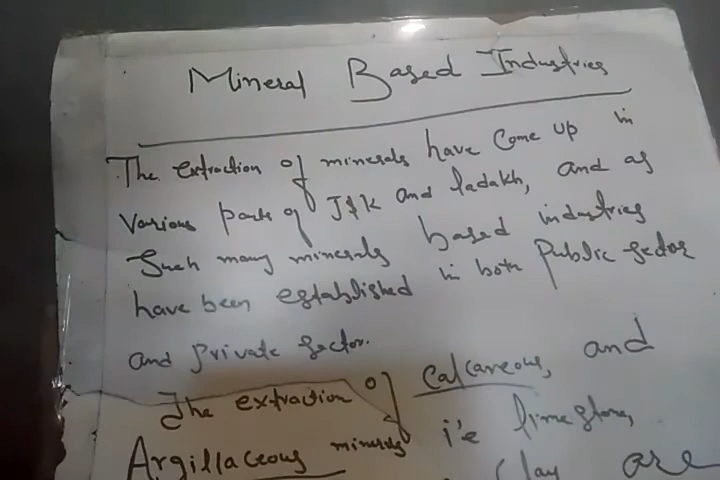 Mineral Based Industries
The extraction of minerals have come up in
various parts of J&K and Ladakh, and as
such many minerals based industries
have been established in both public sector
and private sector.
The extraction of calcareous, and
Argillaceous minerals i'e limestone,
clay are